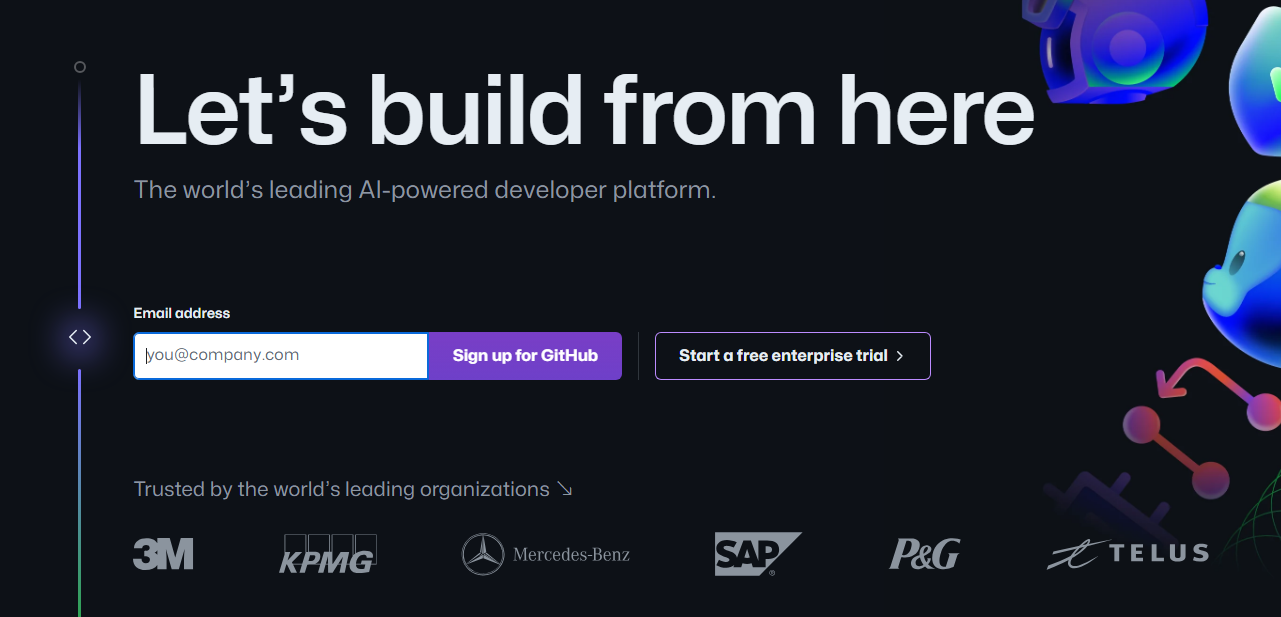 Let’s build from here
The world’s leading AI-powered developer platform.
Email address
you@company.com
Sign up for GitHub
Start a free enterprise trial
Trusted by the world’s leading organizations
3M
KPMG
Mercedes-Benz
SAP®
P&G
TELUS